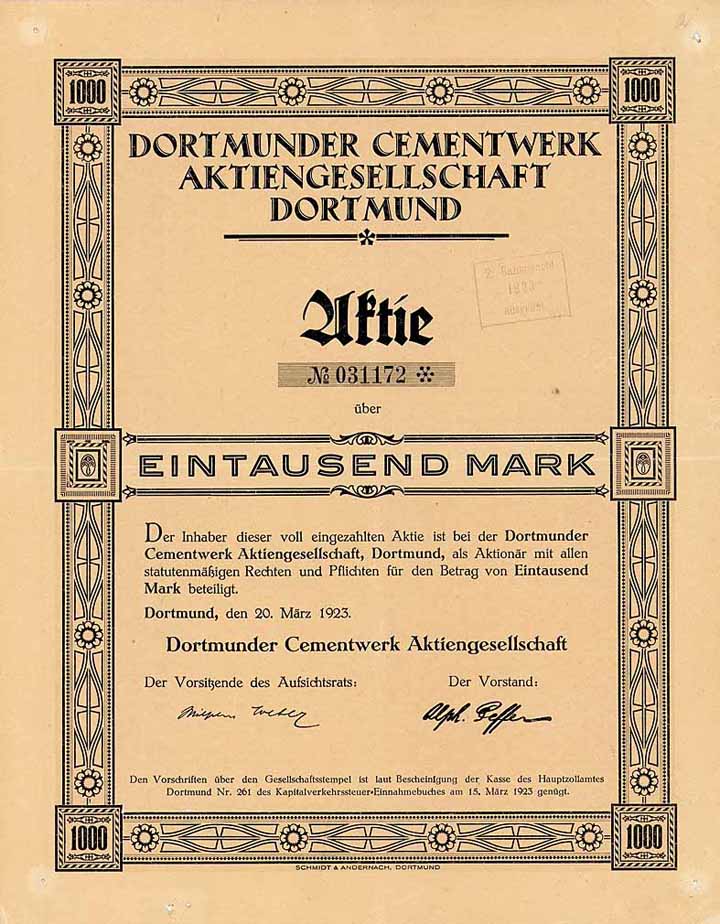 1000 1000
DORTMUNDER CEMENTWERK
AKTIENGESELLSCHAFT
DORTMUND
Aktie
№ 031172
über
EINTAUSEND MARK
Der Inhaber dieser voll eingezahlten Aktie ist bei der Dortmunder
Cementwerk Aktiengesellschaft, Dortmund, als Aktionär mit allen
statutenmäßigen Rechten und Pflichten für den Betrag von Eintausend
Mark beteiligt.
Dortmund, den 20. März 1923.
Dortmunder Cementwerk Aktiengesellschaft
Der Vorsitzende des Aufsichtsrats: Der Vorstand:
Den Vorschriften über den Gesellschaftsstempel ist laut Bescheinigung der Kasse des Hauptzollamtes
Dortmund Nr. 261 des Kapitalverkehrssteuer-Einnahmebuches am 15. März 1923 genügt.
1000 1000
SCHMIDT & ANDERNACH, DORTMUND